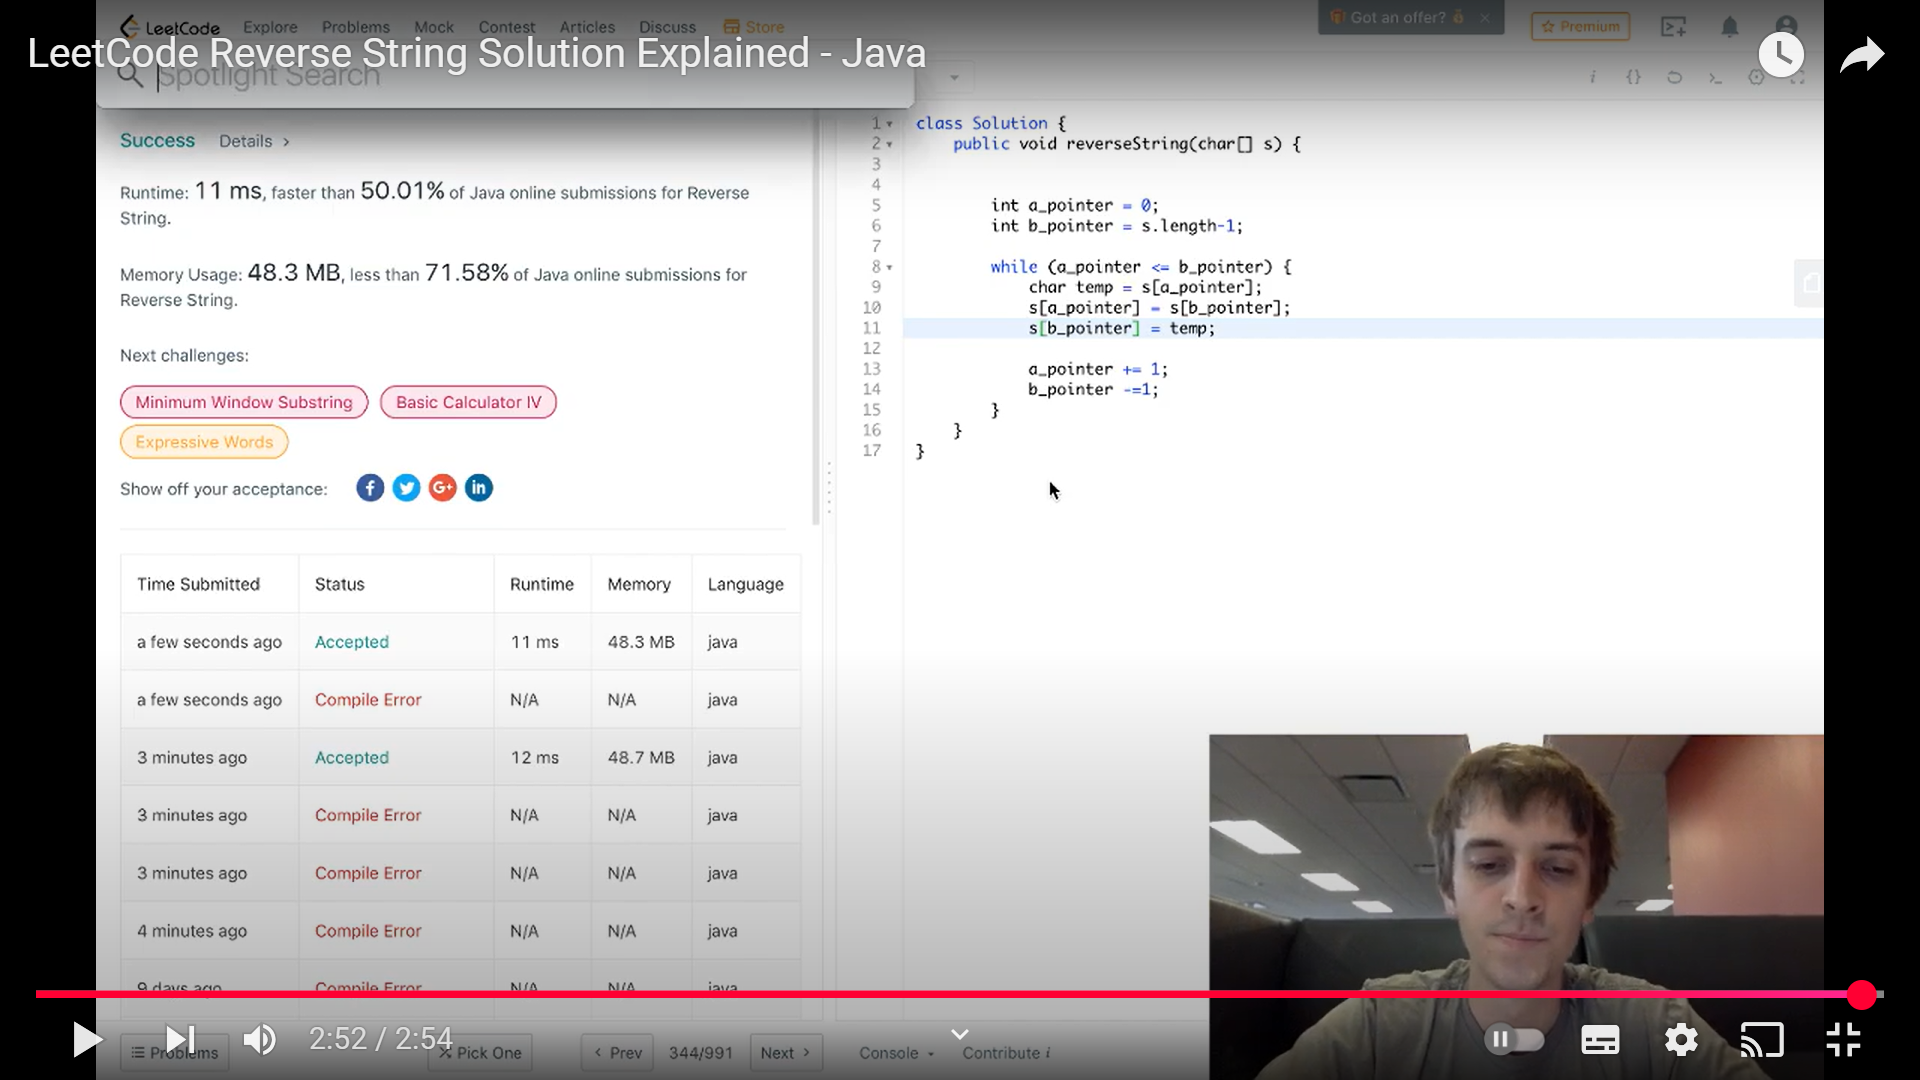 LeetCode Explore Problems Mock Contest Articles Discuss Store
Got an offer? ×
Premium
LeetCode Reverse String Solution Explained - Java
Spotlight Search
Success Details >
Runtime: 11 ms, faster than 50.01% of Java online submissions for Reverse
String.
Memory Usage: 48.3 MB, less than 71.58% of Java online submissions for
Reverse String.
Next challenges:
Minimum Window Substring Basic Calculator IV
Expressive Words
Show off your acceptance:
Time Submitted Status Runtime Memory Language
a few seconds ago Accepted 11 ms 48.3 MB java
a few seconds ago Compile Error N/A N/A java
3 minutes ago Accepted 12 ms 48.7 MB java
3 minutes ago Compile Error N/A N/A java
3 minutes ago Compile Error N/A N/A java
4 minutes ago Compile Error N/A N/A java
9 days ago Compile Error N/A N/A java
1 class Solution {
2 public void reverseString(char[] s) {
3
4
5 int a_pointer = 0;
6 int b_pointer = s.length-1;
7
8 while (a_pointer <= b_pointer) {
9 char temp = s[a_pointer];
10 s[a_pointer] = s[b_pointer];
11 s[b_pointer] = temp;
12
13 a_pointer += 1;
14 b_pointer -=1;
15 }
16 }
17 }
2:52 / 2:54
Problems Pick One < Prev 344/991 Next > Console Contribute i